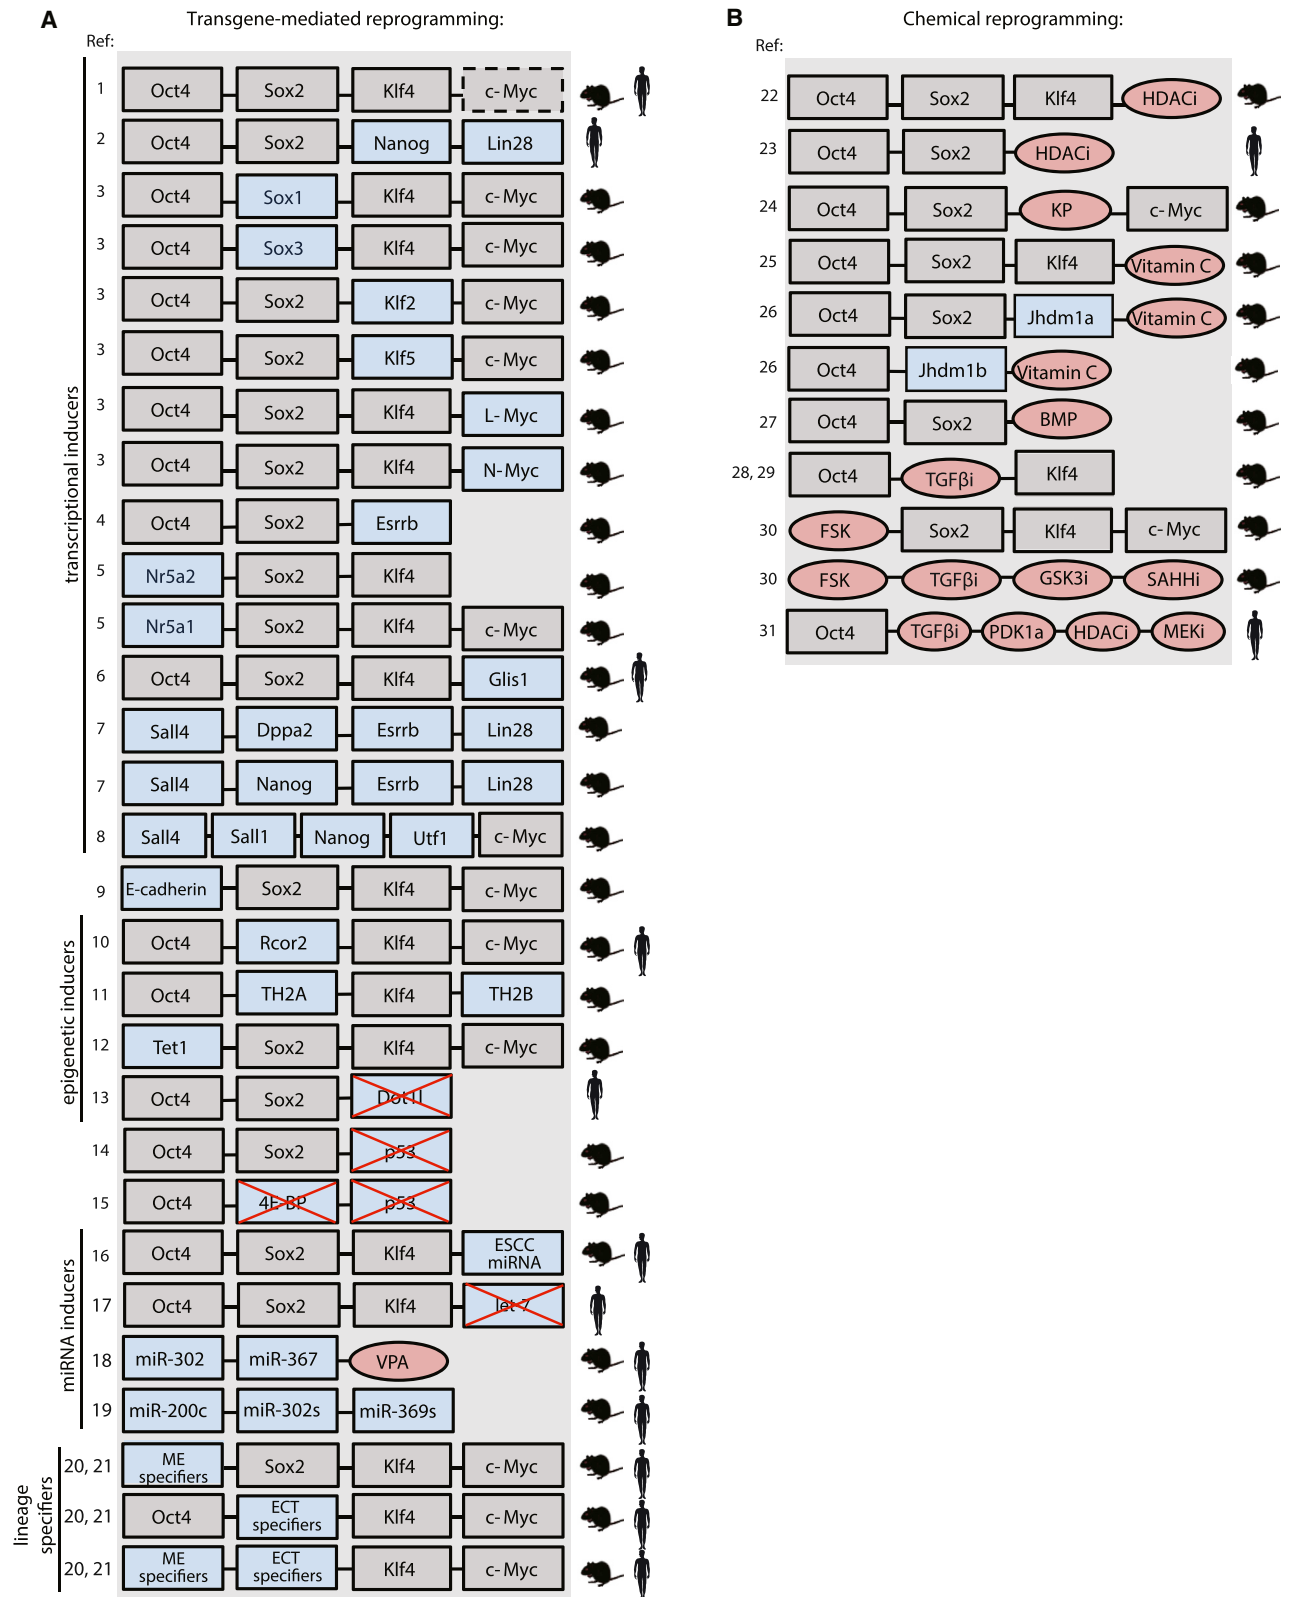 A
Transgene-mediated reprogramming:
Ref:
transcriptional inducers
1 Oct4 Sox2 Klf4 c-Myc
2 Oct4 Sox2 Nanog Lin28
3 Oct4 Sox1 Klf4 c-Myc
3 Oct4 Sox3 Klf4 c-Myc
3 Oct4 Sox2 Klf2 c-Myc
3 Oct4 Sox2 Klf5 c-Myc
3 Oct4 Sox2 Klf4 L-Myc
3 Oct4 Sox2 Klf4 N-Myc
4 Oct4 Sox2 Esrrb
5 Nr5a2 Sox2 Klf4
5 Nr5a1 Sox2 Klf4 c-Myc
6 Oct4 Sox2 Klf4 Glis1
7 Sall4 Dppa2 Esrrb Lin28
7 Sall4 Nanog Esrrb Lin28
8 Sall4 Sall1 Nanog Utf1 c-Myc
9 E-cadherin Sox2 Klf4 c-Myc
epigenetic inducers
10 Oct4 Rcor2 Klf4 c-Myc
11 Oct4 TH2A Klf4 TH2B
12 Tet1 Sox2 Klf4 c-Myc
13 Oct4 Sox2 Dot1l
14 Oct4 Sox2 p53
15 Oct4 4E-BP p53
miRNA inducers
16 Oct4 Sox2 Klf4 ESCC
miRNA
17 Oct4 Sox2 Klf4 let-7
18 miR-302 miR-367 VPA
19 miR-200c miR-302s miR-369s
lineage
specifiers
20, 21 ME
specifiers Sox2 Klf4 c-Myc
20, 21 Oct4 ECT
specifiers Klf4 c-Myc
20, 21 ME
specifiers ECT
specifiers Klf4 c-Myc
B
Chemical reprogramming:
Ref:
22 Oct4 Sox2 Klf4 HDACi
23 Oct4 Sox2 HDACi
24 Oct4 Sox2 KP c-Myc
25 Oct4 Sox2 Klf4 Vitamin C
26 Oct4 Sox2 Jhdm1a Vitamin C
26 Oct4 Jhdm1b Vitamin C
27 Oct4 Sox2 BMP
28, 29 Oct4 TGFβi Klf4
30 FSK Sox2 Klf4 c-Myc
30 FSK TGFβi GSK3i SAHHi
31 Oct4 TGFβi PDK1a HDACi MEKi